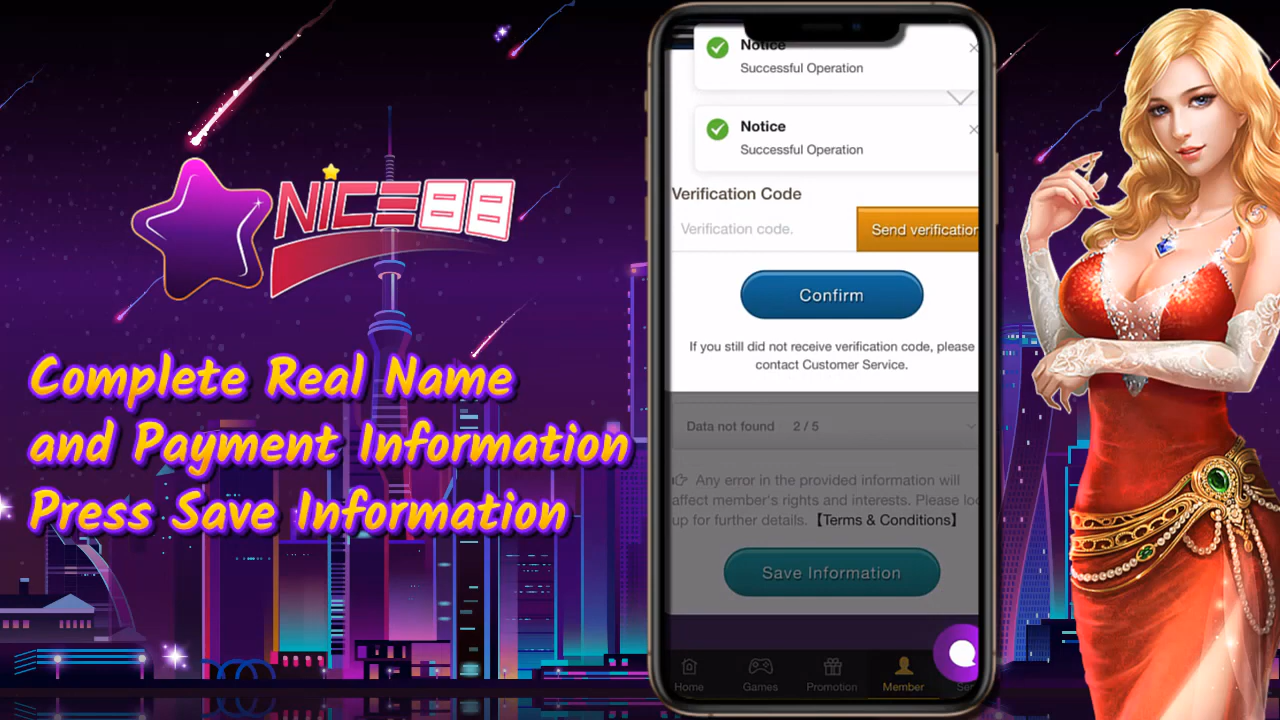 NICE88
Complete Real Name
and Payment Information
Press Save Information
Notice
Successful Operation
Notice
Successful Operation
Verification Code
Verification code.
Send verification
Confirm
If you still did not receive verification code, please
contact Customer Service.
Data not found 2 / 5
Any error in the provided information will
affect member's rights and interests. Please loo
up for further details. 【Terms & Conditions】
Save Information
Home
Games
Promotion
Member
Se